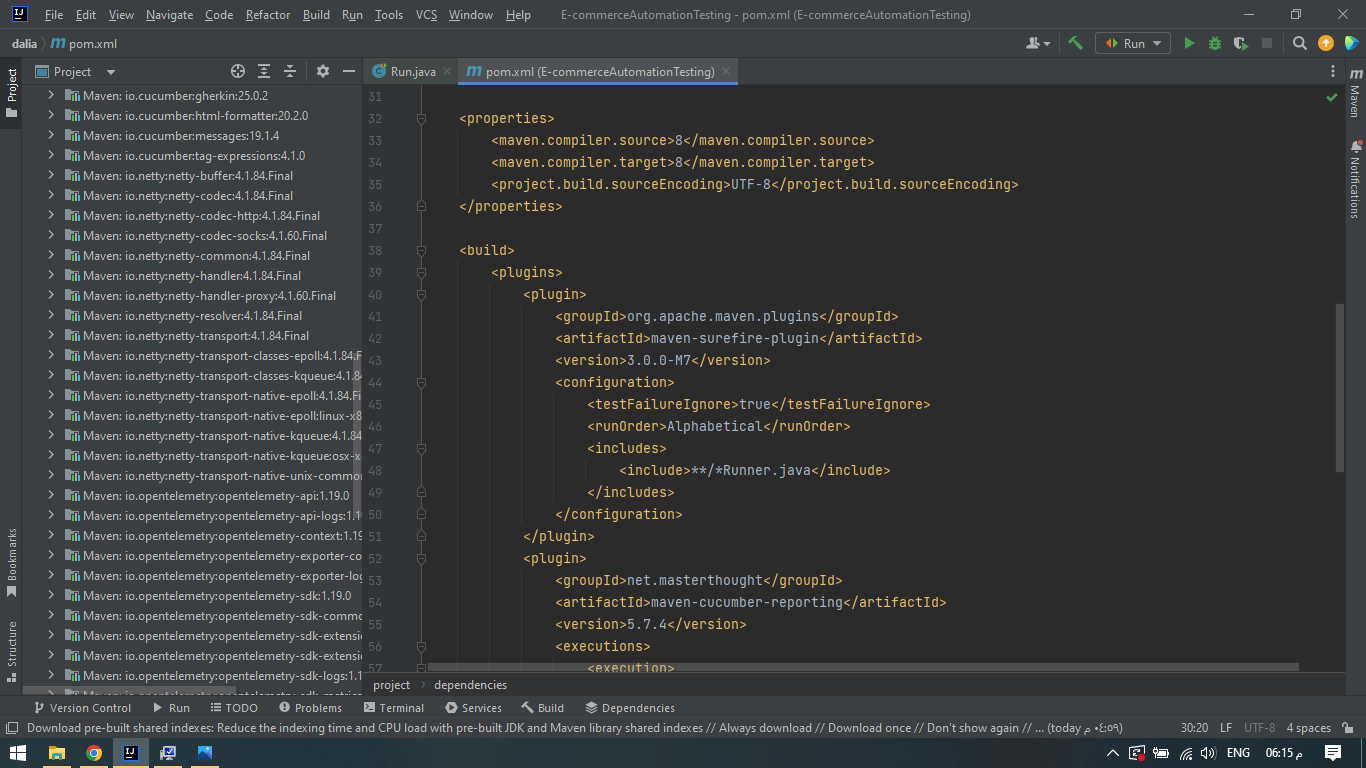 File Edit View Navigate Code Refactor Build Run Tools VCS Window Help E-commerceAutomationTesting - pom.xml (E-commerceAutomationTesting)
dalia m pom.xml Run
Project Project Run.java m pom.xml (E-commerceAutomationTesting) m Maven
Maven: io.cucumber:gherkin:25.0.2
Maven: io.cucumber:html-formatter:20.2.0
Maven: io.cucumber:messages:19.1.4
Maven: io.cucumber:tag-expressions:4.1.0
Maven: io.netty:netty-buffer:4.1.84.Final
Maven: io.netty:netty-codec:4.1.84.Final
Maven: io.netty:netty-codec-http:4.1.84.Final
Maven: io.netty:netty-codec-socks:4.1.60.Final
Maven: io.netty:netty-common:4.1.84.Final
Maven: io.netty:netty-handler:4.1.84.Final
Maven: io.netty:netty-handler-proxy:4.1.60.Final
Maven: io.netty:netty-resolver:4.1.84.Final
Maven: io.netty:netty-transport:4.1.84.Final
Maven: io.netty:netty-transport-classes-epoll:4.1.84.F
Maven: io.netty:netty-transport-classes-kqueue:4.1.84
Maven: io.netty:netty-transport-native-epoll:4.1.84.Fi
Maven: io.netty:netty-transport-native-epoll:linux-x8
Maven: io.netty:netty-transport-native-kqueue:4.1.84
Maven: io.netty:netty-transport-native-kqueue:osx-x
Maven: io.netty:netty-transport-native-unix-common
Maven: io.opentelemetry:opentelemetry-api:1.19.0
Maven: io.opentelemetry:opentelemetry-api-logs:1.19
Maven: io.opentelemetry:opentelemetry-context:1.19
Maven: io.opentelemetry:opentelemetry-exporter-co
Maven: io.opentelemetry:opentelemetry-exporter-log
Maven: io.opentelemetry:opentelemetry-sdk:1.19.0
Maven: io.opentelemetry:opentelemetry-sdk-commo
Maven: io.opentelemetry:opentelemetry-sdk-extensio
Maven: io.opentelemetry:opentelemetry-sdk-extensio
Maven: io.opentelemetry:opentelemetry-sdk-logs:1.1
Maven: io.opentelemetry:opentelemetry-sdk-metrics
31
32 <properties>
33 <maven.compiler.source>8</maven.compiler.source>
34 <maven.compiler.target>8</maven.compiler.target>
35 <project.build.sourceEncoding>UTF-8</project.build.sourceEncoding>
36 </properties>
37
38 <build>
39 <plugins>
40 <plugin>
41 <groupId>org.apache.maven.plugins</groupId>
42 <artifactId>maven-surefire-plugin</artifactId>
43 <version>3.0.0-M7</version>
44 <configuration>
45 <testFailureIgnore>true</testFailureIgnore>
46 <runOrder>Alphabetical</runOrder>
47 <includes>
48 <include>**/*Runner.java</include>
49 </includes>
50 </configuration>
51 </plugin>
52 <plugin>
53 <groupId>net.masterthought</groupId>
54 <artifactId>maven-cucumber-reporting</artifactId>
55 <version>5.7.4</version>
56 <executions>
57 <execution>
Notifications
Bookmarks
Structure
project dependencies
Version Control Run TODO Problems Terminal Services Build Dependencies
Download pre-built shared indexes: Reduce the indexing time and CPU load with pre-built JDK and Maven library shared indexes // Always download // Download once // Don't show again // ... (today ٠٤:٥٩ م) 30:20 LF UTF-8 4 spaces
ENG 06:15 م